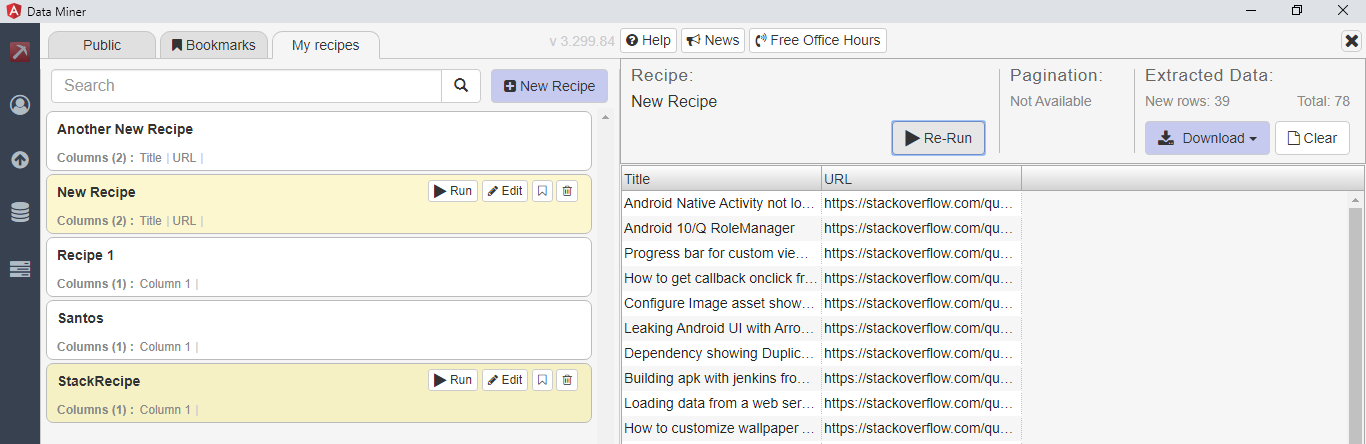 Data Miner
Public
Bookmarks
My recipes
v 3.299.84
Help
News
Free Office Hours
Search
New Recipe
Another New Recipe
Columns (2) : Title | URL |
New Recipe
Run
Edit
Columns (2) : Title | URL |
Recipe 1
Columns (1) : Column 1 |
Santos
Columns (1) : Column 1 |
StackRecipe
Run
Edit
Columns (1) : Column 1 |
Recipe:
New Recipe
Re-Run
Pagination:
Not Available
Extracted Data:
New rows: 39 Total: 78
Download
Clear
Title URL
Android Native Activity not lo... https://stackoverflow.com/qu...
Android 10/Q RoleManager https://stackoverflow.com/qu...
Progress bar for custom vie... https://stackoverflow.com/qu...
How to get callback onclick fr... https://stackoverflow.com/qu...
Configure Image asset show... https://stackoverflow.com/qu...
Leaking Android UI with Arro... https://stackoverflow.com/qu...
Dependency showing Duplic... https://stackoverflow.com/qu...
Building apk with jenkins fro... https://stackoverflow.com/qu...
Loading data from a web ser... https://stackoverflow.com/qu...
How to customize wallpaper ... https://stackoverflow.com/qu...